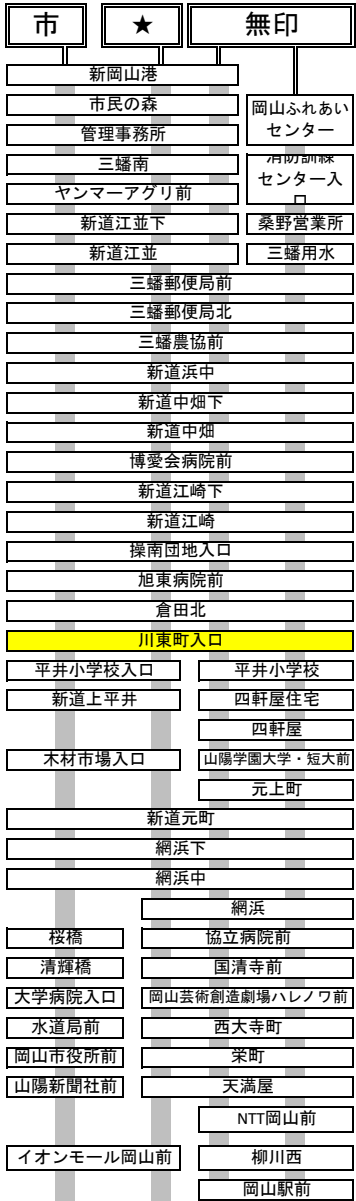 市 ★ 無印
新岡山港
市民の森
岡山ふれあい
センター
管理事務所
三蟠南
消防訓練
センター入
口
ヤンマーアグリ前
新道江並下 桑野営業所
新道江並 三蟠用水
三蟠郵便局前
三蟠郵便局北
三蟠農協前
新道浜中
新道中畑下
新道中畑
博愛会病院前
新道江崎下
新道江崎
操南団地入口
旭東病院前
倉田北
川東町入口
平井小学校入口 平井小学校
新道上平井 四軒屋住宅
四軒屋
木材市場入口 山陽学園大学・短大前
元上町
新道元町
網浜下
網浜中
網浜
桜橋 協立病院前
清輝橋 国清寺前
大学病院入口 岡山芸術創造劇場ハレノワ前
水道局前 西大寺町
岡山市役所前 栄町
山陽新聞社前 天満屋
NTT岡山前
イオンモール岡山前 柳川西
岡山駅前